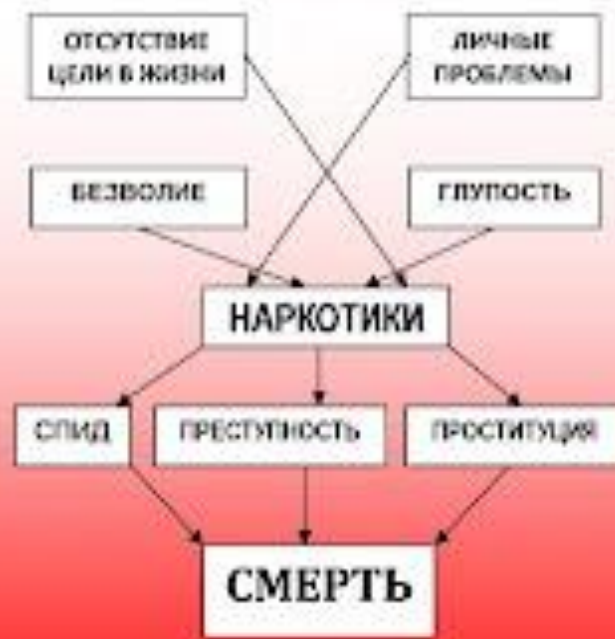 ОТСУТСТВИЕ
ЦЕЛИ В ЖИЗНИ
ЛИЧНЫЕ
ПРОБЛЕМЫ
БЕЗВОЛИЕ
ГЛУПОСТЬ
НАРКОТИКИ
СПИД
ПРЕСТУПНОСТЬ
ПРОСТИТУЦИЯ
СМЕРТЬ